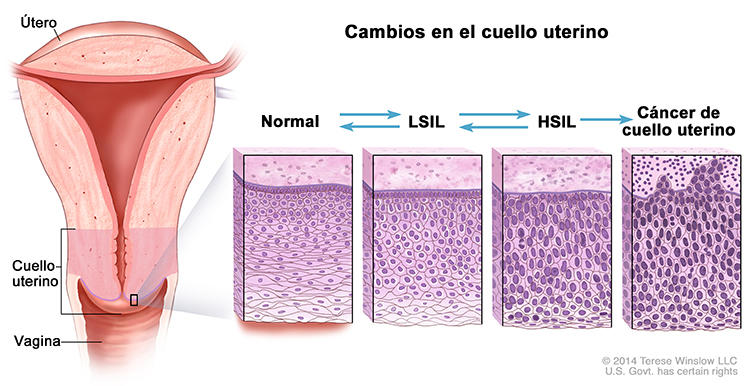 Útero
Cambios en el cuello uterino
Normal
LSIL
HSIL
Cáncer de
cuello uterino
Cuello
uterino
Vagina
© 2014 Terese Winslow LLC
U.S. Govt. has certain rights